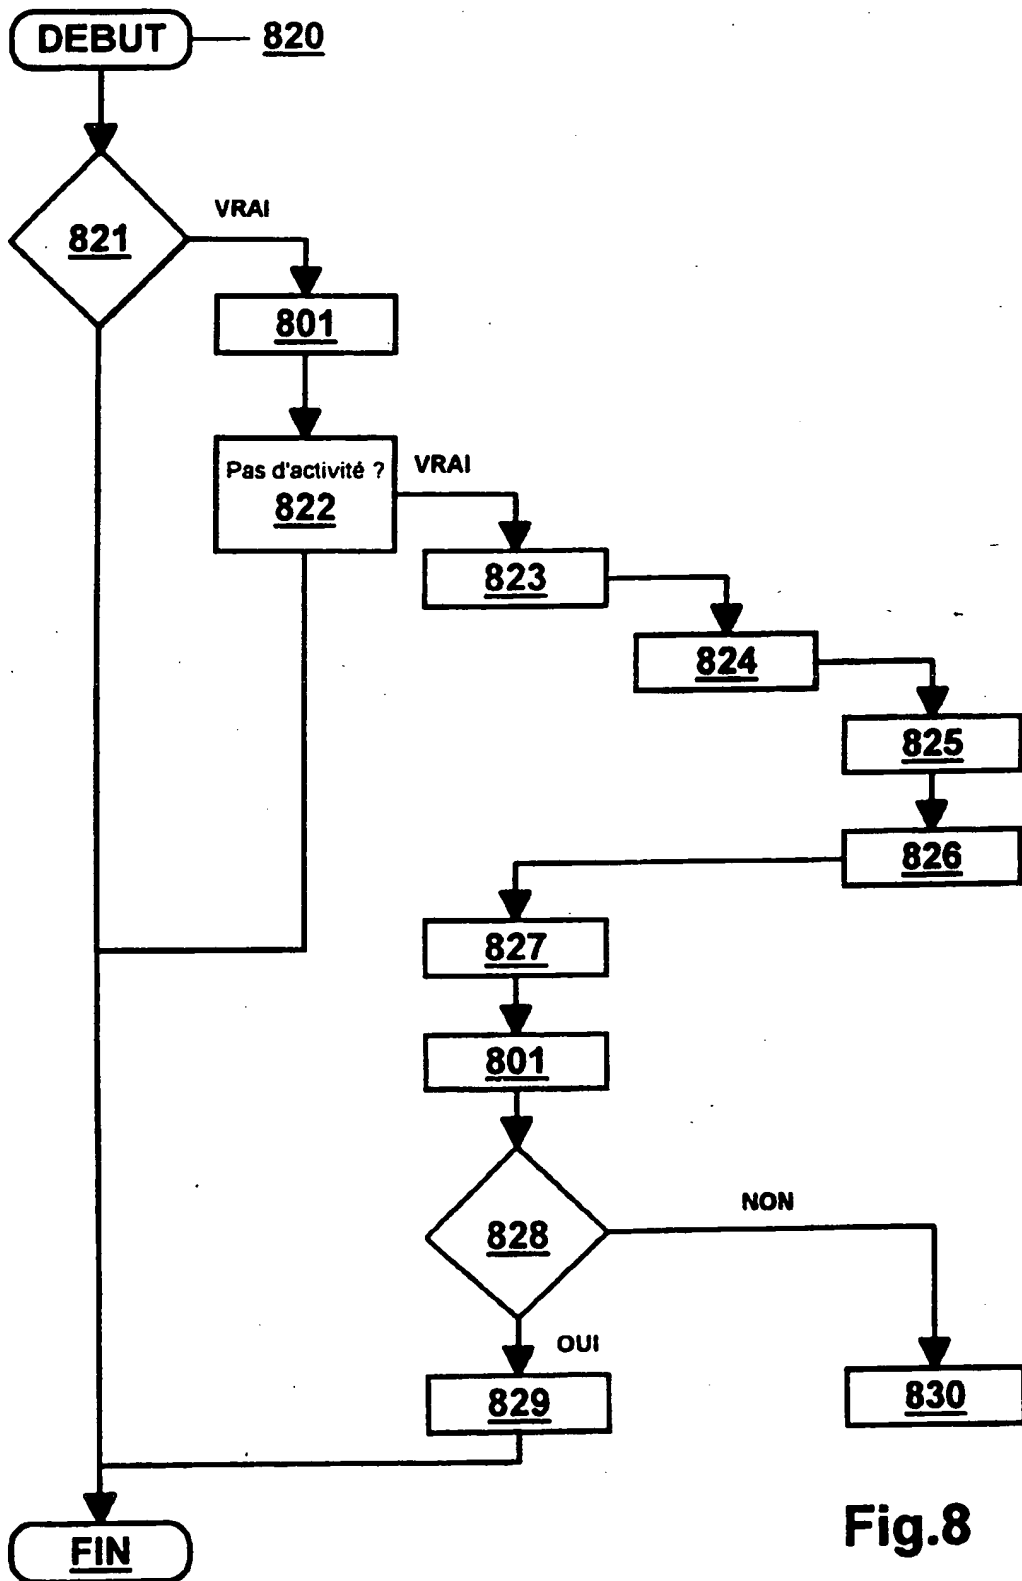 DEBUT 820
821
VRAI
801
Pas d'activité ?
822
VRAI
823
824
825
826
827
801
828
NON
OUI
829
830
FIN
Fig.8